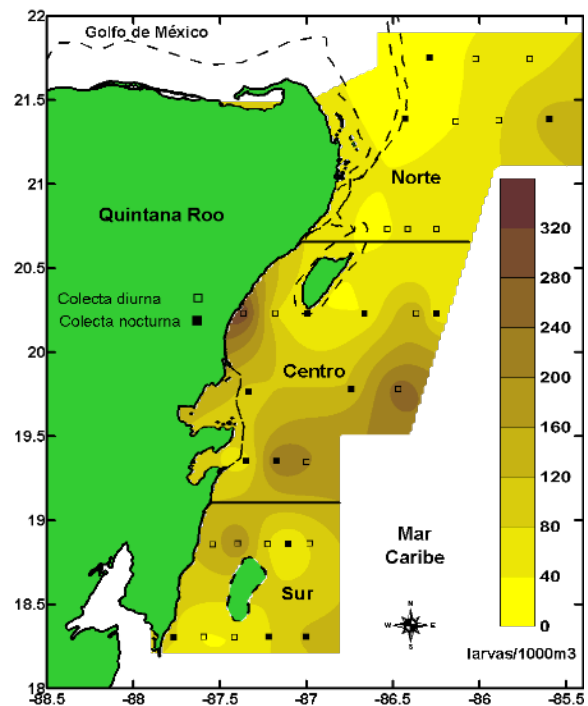 22
21.5
21
20.5
20
19.5
19
18.5
18
Golfo de México
Quintana Roo
Norte
Colecta diurna
Colecta nocturna
Centro
Mar
Caribe
Sur
N
W E
S
320
280
240
200
160
120
80
40
0
larvas/1000m3
-88.5 -88 -87.5 -87 -86.5 -86 -85.5